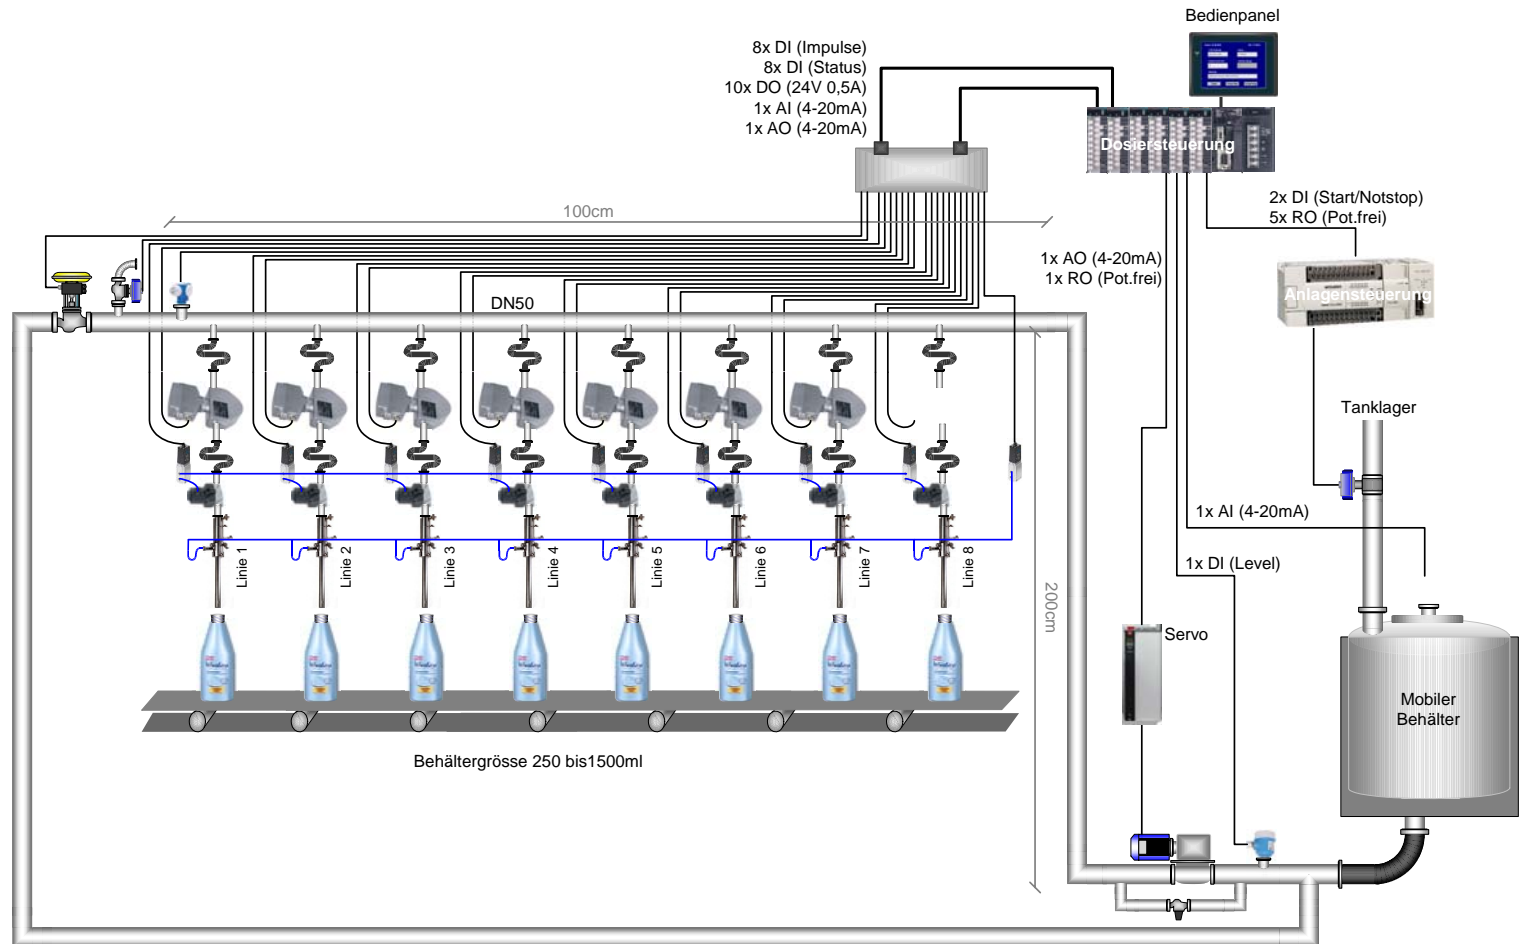 Bedienpanel
8x DI (Impulse)
8x DI (Status)
10x DO (24V 0,5A)
1x AI (4-20mA)
1x AO (4-20mA)
Dosiersteuerung
2x DI (Start/Notstop)
5x RO (Pot.frei)
100cm
1x AO (4-20mA)
1x RO (Pot.frei)
Anlagensteuerung
DN50
Tanklager
1x AI (4-20mA)
Linie 1
Linie 2
Linie 3
Linie 4
Linie 5
Linie 6
Linie 7
Linie 8
1x DI (Level)
200cm
Servo
Mobiler
Behälter
Behältergrösse 250 bis1500ml